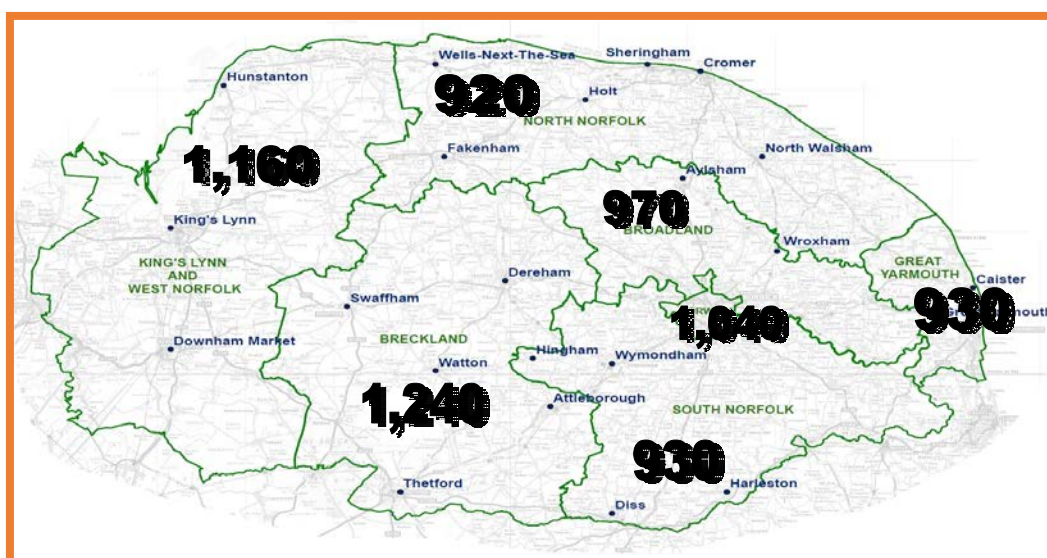 Wells-Next-The-Sea
Sheringham
Cromer
Hunstanton
920
Holt
NORTH NORFOLK
1,160
Fakenham
North Walsham
Aylsham
970
BROADLAND
King's Lynn
Wroxham
KING'S LYNN
AND
WEST NORFOLK
GREAT
YARMOUTH
Dereham
Caister
Swaffham
930
1,040
BRECKLAND
Downham Market
Hingham
Wymondham
Watton
1,240
Attleborough
SOUTH NORFOLK
930
Thetford
Harleston
Diss